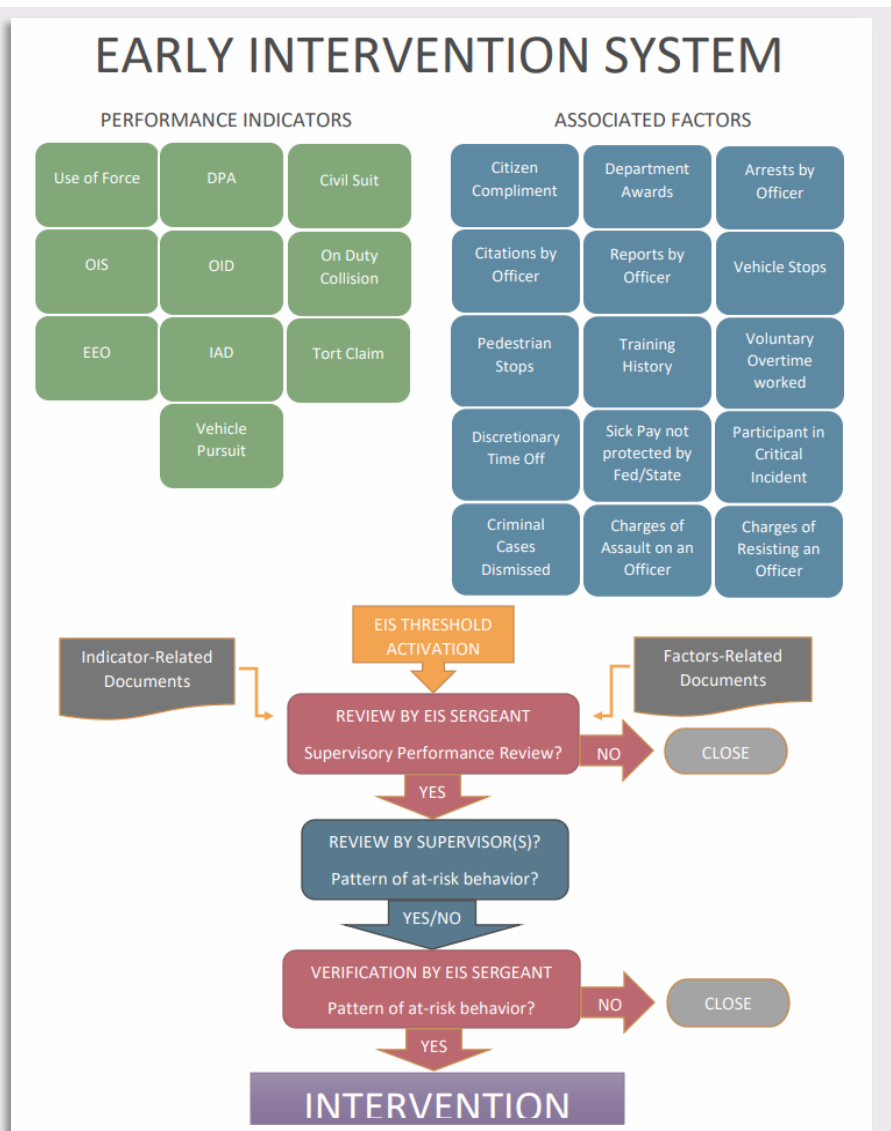 EARLY INTERVENTION SYSTEM
PERFORMANCE INDICATORS
Use of Force
DPA
Civil Suit
OIS
OID
On Duty
Collision
EEO
IAD
Tort Claim
Vehicle
Pursuit
ASSOCIATED FACTORS
Citizen
Compliment
Department
Awards
Arrests by
Officer
Citations by
Officer
Reports by
Officer
Vehicle Stops
Pedestrian
Stops
Training
History
Voluntary
Overtime
worked
Discretionary
Time Off
Sick Pay not
protected by
Fed/State
Participant in
Critical
Incident
Criminal
Cases
Dismissed
Charges of
Assault on an
Officer
Charges of
Resisting an
Officer
EIS THRESHOLD
ACTIVATION
Indicator-Related
Documents
Factors-Related
Documents
REVIEW BY EIS SERGEANT
Supervisory Performance Review?
NO
CLOSE
YES
REVIEW BY SUPERVISOR(S)?
Pattern of at-risk behavior?
YES/NO
VERIFICATION BY EIS SERGEANT
Pattern of at-risk behavior?
NO
CLOSE
YES
INTERVENTION